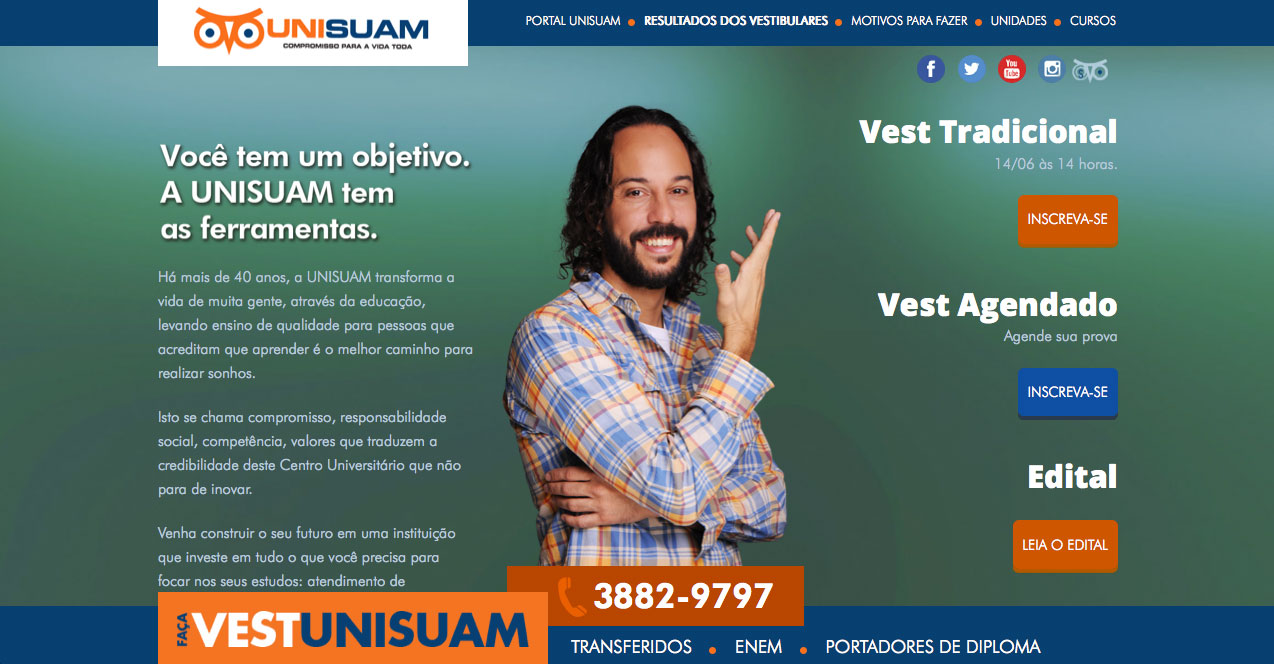 UNISUAM
COMPROMISSO PARA A VIDA TODA
PORTAL UNISUAM
RESULTADOS DOS VESTIBULARES
MOTIVOS PARA FAZER
UNIDADES
CURSOS
f
You
Tube
S
Você tem um objetivo.
A UNISUAM tem
as ferramentas.
Há mais de 40 anos, a UNISUAM transforma a
vida de muita gente, através da educação,
levando ensino de qualidade para pessoas que
acreditam que aprender é o melhor caminho para
realizar sonhos.
Isto se chama compromisso, responsabilidade
social, competência, valores que traduzem a
credibilidade deste Centro Universitário que não
para de inovar.
Venha construir o seu futuro em uma instituição
que investe em tudo o que você precisa para
focar nos seus estudos: atendimento de
Vest Tradicional
14/06 às 14 horas.
INSCREVA-SE
Vest Agendado
Agende sua prova
INSCREVA-SE
Edital
LEIA O EDITAL
3882-9797
FAÇA
VESTUNISUAM
TRANSFERIDOS
ENEM
PORTADORES DE DIPLOMA